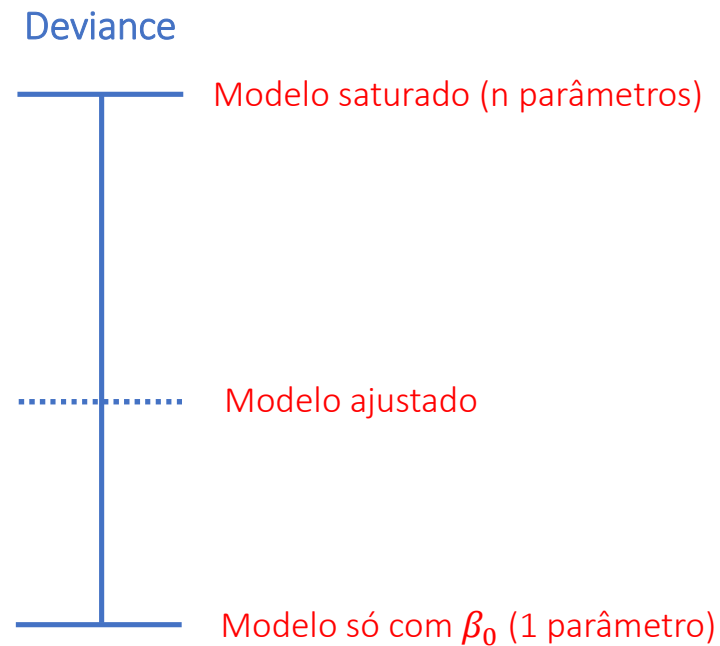 Deviance
Modelo saturado (n parâmetros)
Modelo ajustado
Modelo só com β₀ (1 parâmetro)